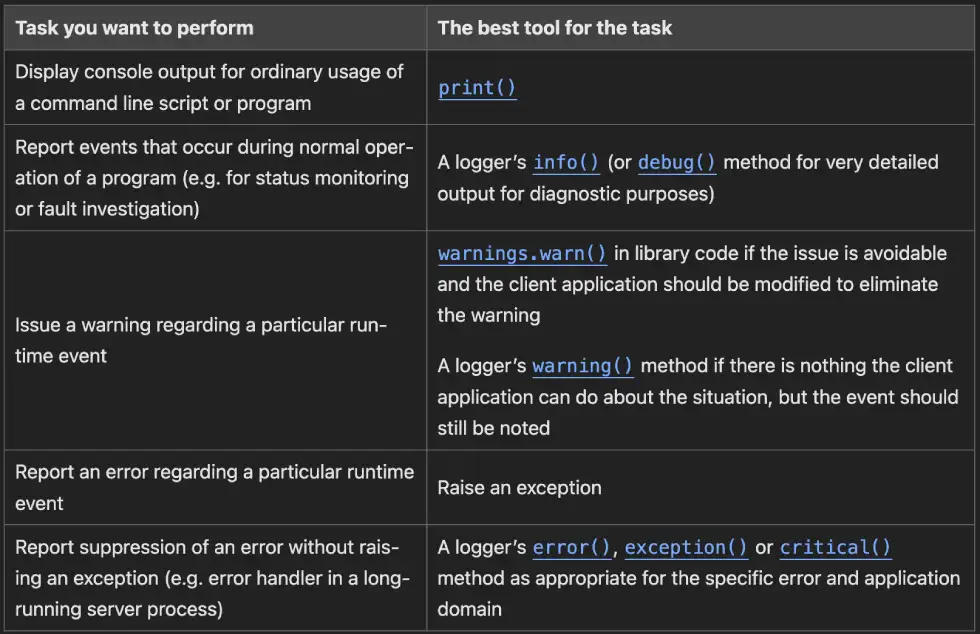 Task you want to perform
The best tool for the task
Display console output for ordinary usage of
a command line script or program
print()
Report events that occur during normal oper-
ation of a program (e.g. for status monitoring
or fault investigation)
A logger’s info() (or debug() method for very detailed
output for diagnostic purposes)
Issue a warning regarding a particular run-
time event
warnings.warn() in library code if the issue is avoidable
and the client application should be modified to eliminate
the warning
A logger’s warning() method if there is nothing the client
application can do about the situation, but the event should
still be noted
Report an error regarding a particular runtime
event
Raise an exception
Report suppression of an error without rais-
ing an exception (e.g. error handler in a long-
running server process)
A logger’s error(), exception() or critical()
method as appropriate for the specific error and application
domain